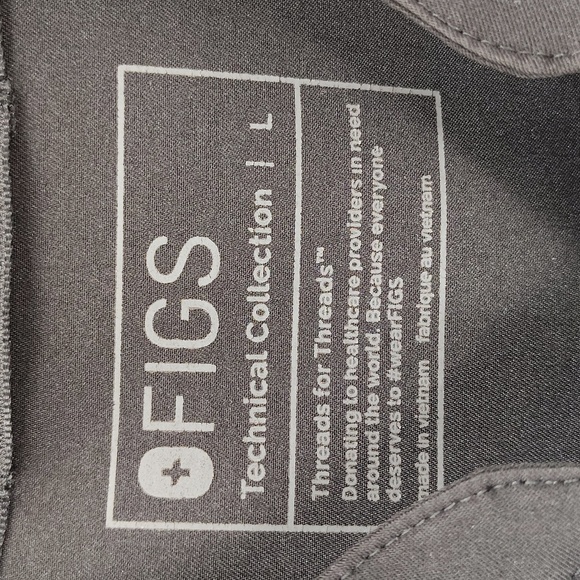 FIGS
Technical Collection | L
Threads for Threads™
Donating to healthcare providers in need
around the world. Because everyone
deserves to #wearFIGS
made in vietnam fabrique au vietnam